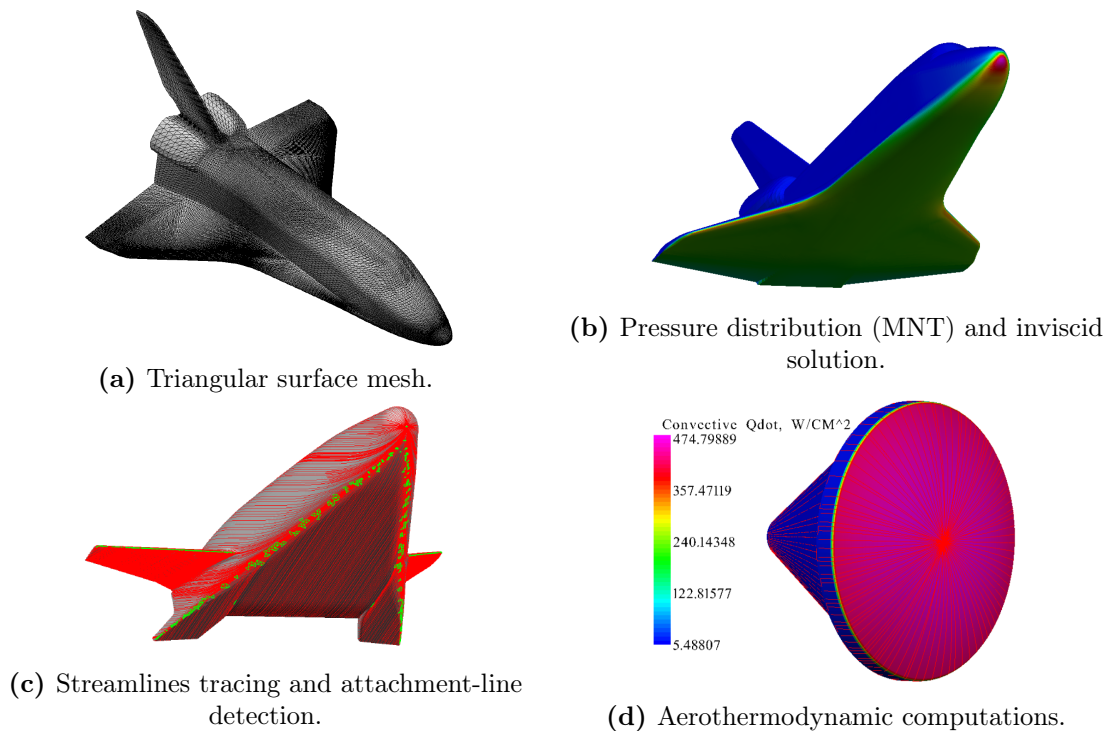 (a) Triangular surface mesh.
(b) Pressure distribution (MNT) and inviscid
solution.
(c) Streamlines tracing and attachment-line
detection.
Convective Qdot, W/CM^2
474.79889
357.47119
240.14348
122.81577
5.48807
(d) Aerothermodynamic computations.